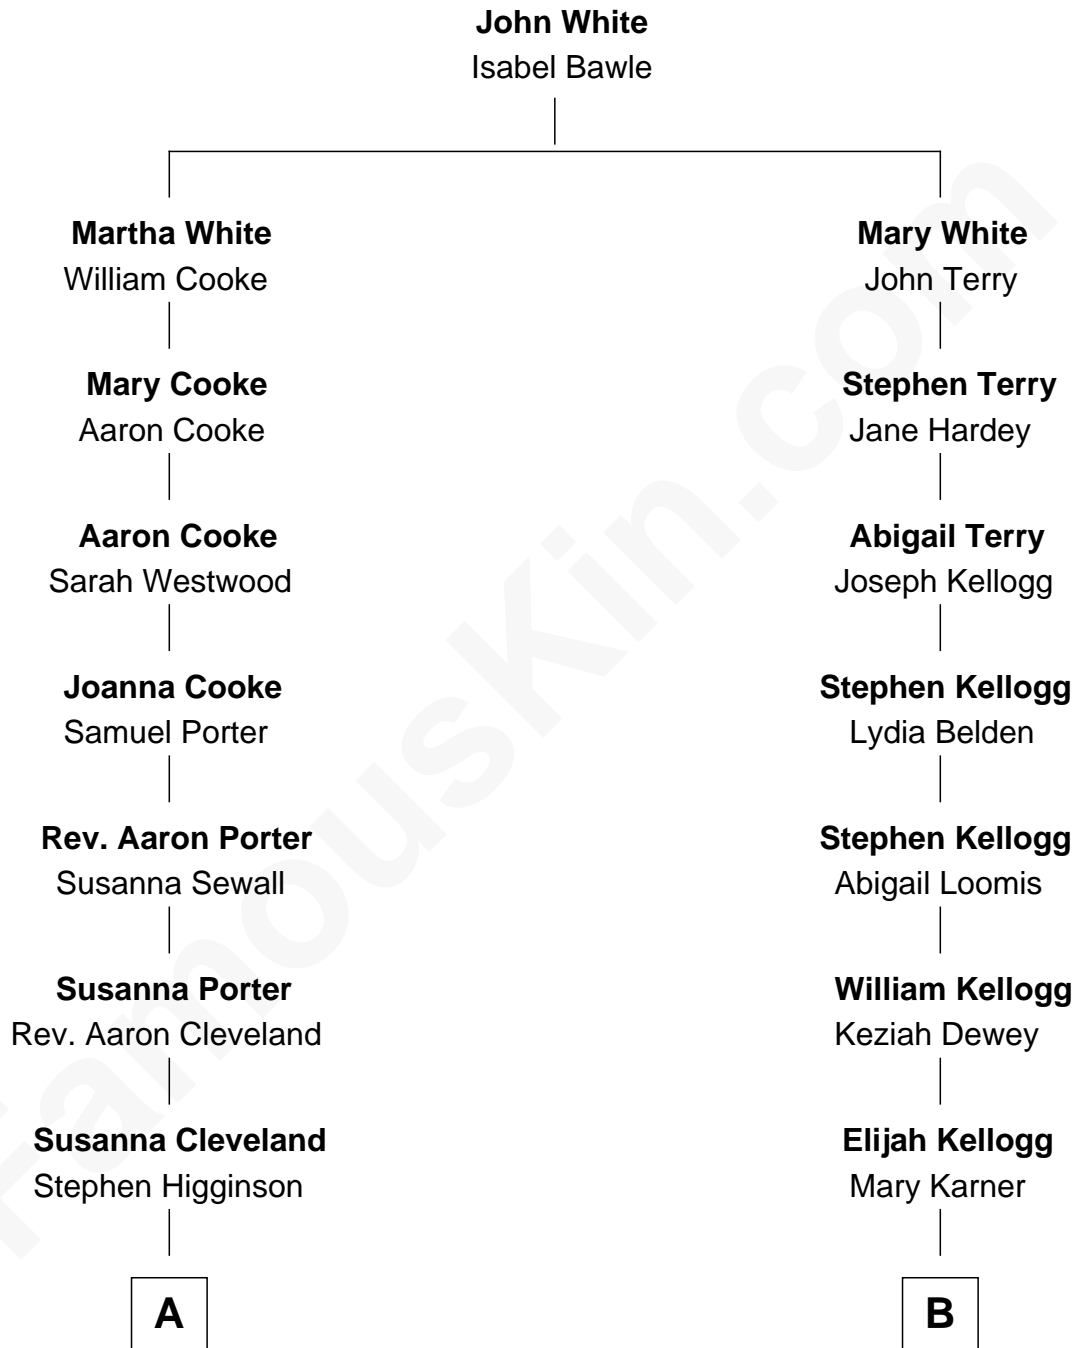 John White
Isabel Bawle
Martha White
William Cooke
Mary White
John Terry
Mary Cooke
Aaron Cooke
Stephen Terry
Jane Hardey
Aaron Cooke
Sarah Westwood
Abigail Terry
Joseph Kellogg
Joanna Cooke
Samuel Porter
Stephen Kellogg
Lydia Belden
Rev. Aaron Porter
Susanna Sewall
Stephen Kellogg
Abigail Loomis
Susanna Porter
Rev. Aaron Cleveland
William Kellogg
Keziah Dewey
Susanna Cleveland
Stephen Higginson
Elijah Kellogg
Mary Karner
A
B
FamousKin.com